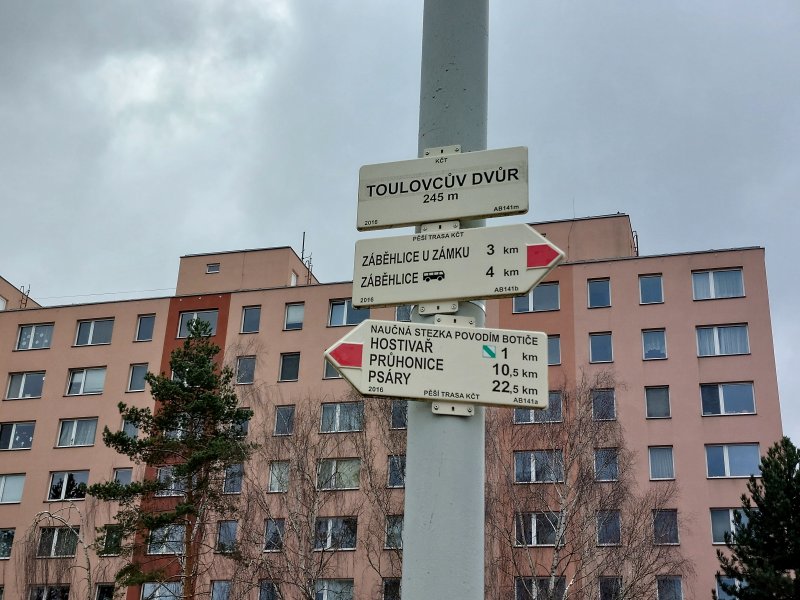 KČT
TOULOVCŮV DVŮR
245 m
2016 AB141m
PĚŠÍ TRASA KČT
ZÁBĚHLICE U ZÁMKU 3 km
ZÁBĚHLICE 4 km
2016 AB141b
NAUČNÁ STEZKA POVODÍM BOTIČE
HOSTIVAŘ 1 km
PRŮHONICE 10,5 km
PSÁRY 22,5 km
2016 PĚŠÍ TRASA KČT AB141a